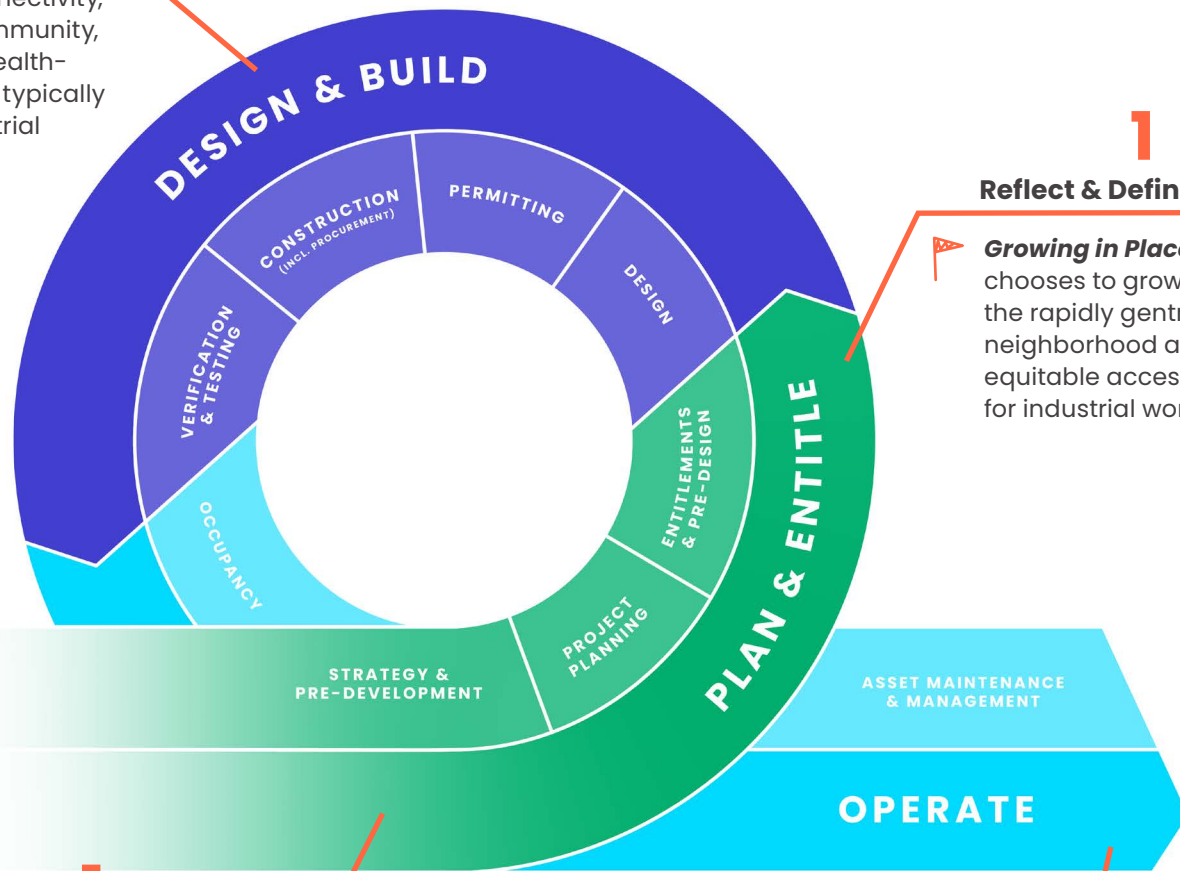 mmunity,
ealth-
typically
trial
DESIGN & BUILD
CONSTRUCTION
(INCL. PROCUREMENT)
PERMITTING
DESIGN
VERIFICATION
& TESTING
OCCUPANCY
STRATEGY &
PRE-DEVELOPMENT
PROJECT
PLANNING
ENTITLEMENTS
& PRE-DESIGN
PLAN & ENTITLE
ASSET MAINTENANCE
& MANAGEMENT
OPERATE
1
Reflect & Defin
Growing in Plac
chooses to grow
the rapidly gentr
neighborhood a
equitable acces
for industrial wor